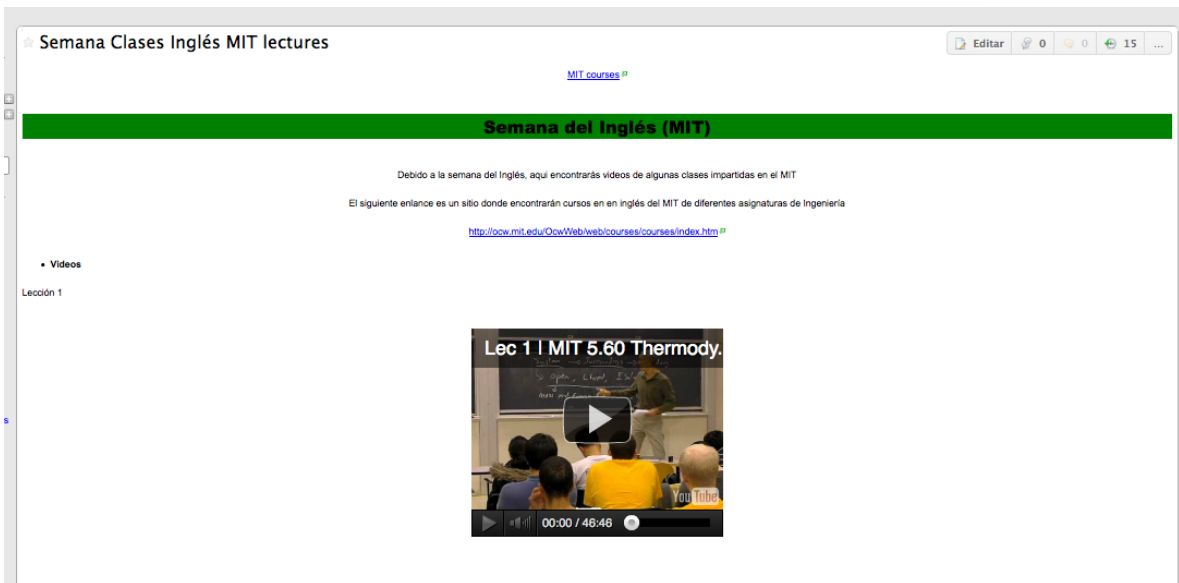 Semana Clases Inglés MIT lectures
Editar 0 0 15 ...
MIT courses
Semana del Inglés (MIT)
Debido a la semana del Inglés, aqui encontrarás videos de algunas clases impartidas en el MIT
El siguiente enlance es un sitio donde encontrarán cursos en en inglés del MIT de diferentes asignaturas de Ingeniería
http://ocw.mit.edu/OcwWeb/web/courses/courses/index.htm
• Videos
Lección 1
Lec 1 | MIT 5.60 Thermody.
open,
YouTube
00:00 / 46:46
s